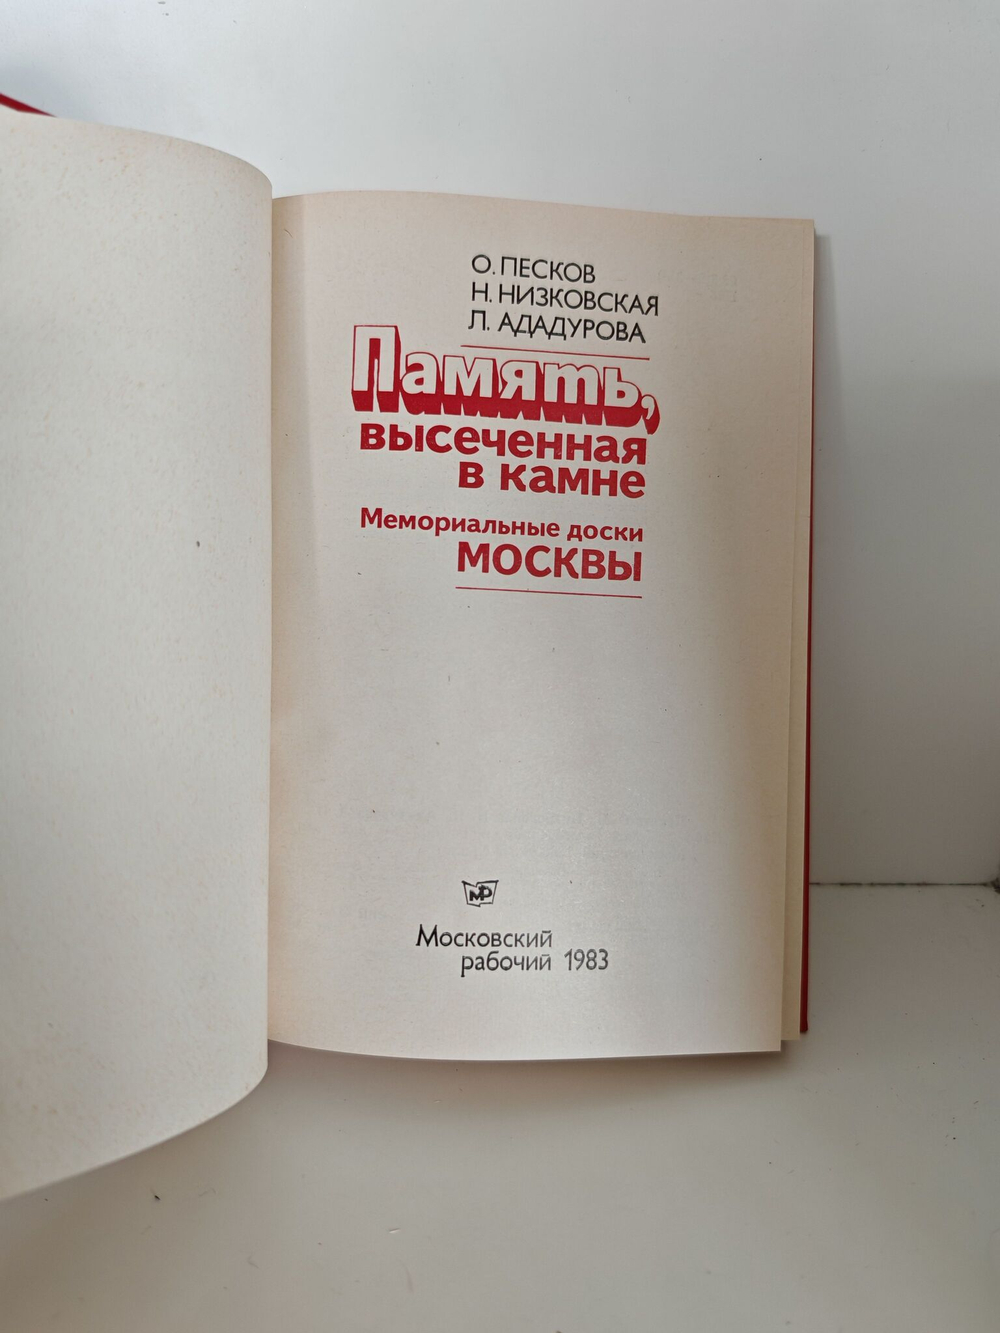 О. ПЕСКОВ
Н. НИЗКОВСКАЯ
Л. АДАДУРОВА
Память,
высеченная
в камне
Мемориальные доски
МОСКВЫ
МР
Московский
рабочий 1983